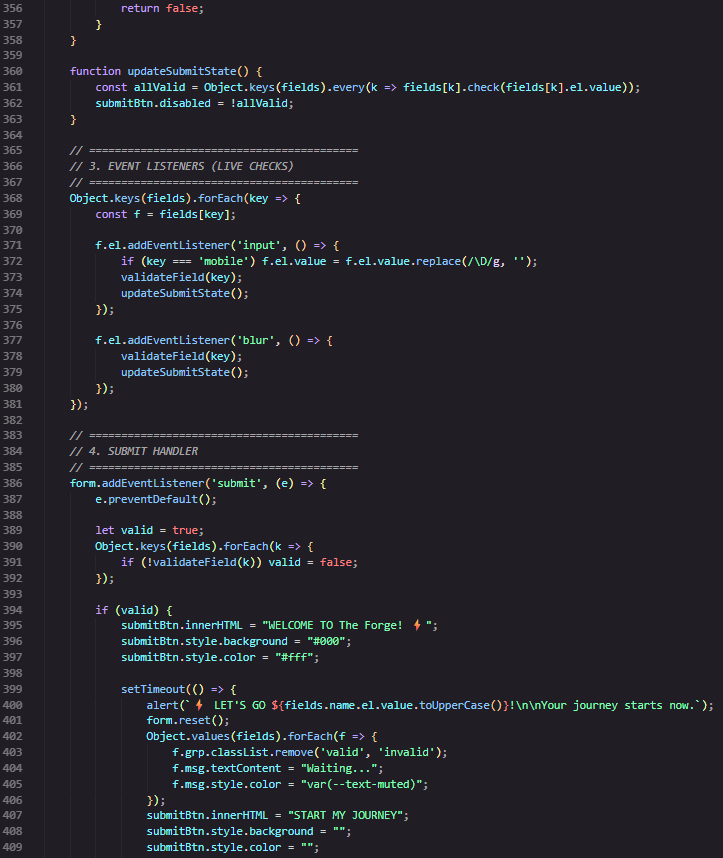 356 return false;
357 }
358 }
359
360 function updateSubmitState() {
361 const allValid = Object.keys(fields).every(k => fields[k].check(fields[k].el.value));
362 submitBtn.disabled = !allValid;
363 }
364
365 // ==========================================
366 // 3. EVENT LISTENERS (LIVE CHECKS)
367 // ==========================================
368 Object.keys(fields).forEach(key => {
369 const f = fields[key];
370
371 f.el.addEventListener('input', () => {
372 if (key === 'mobile') f.el.value = f.el.value.replace(/\D/g, '');
373 validateField(key);
374 updateSubmitState();
375 });
376
377 f.el.addEventListener('blur', () => {
378 validateField(key);
379 updateSubmitState();
380 });
381 });
382
383 // ==========================================
384 // 4. SUBMIT HANDLER
385 // ==========================================
386 form.addEventListener('submit', (e) => {
387 e.preventDefault();
388
389 let valid = true;
390 Object.keys(fields).forEach(k => {
391 if (!validateField(k)) valid = false;
392 });
393
394 if (valid) {
395 submitBtn.innerHTML = "WELCOME TO The Forge! ⚡";
396 submitBtn.style.background = "#000";
397 submitBtn.style.color = "#fff";
398
399 setTimeout(() => {
400 alert(`⚡ LET'S GO ${fields.name.el.value.toUpperCase()}!\n\nYour journey starts now.`);
401 form.reset();
402 Object.values(fields).forEach(f => {
403 f.grp.classList.remove('valid', 'invalid');
404 f.msg.textContent = "Waiting...";
405 f.msg.style.color = "var(--text-muted)";
406 });
407 submitBtn.innerHTML = "START MY JOURNEY";
408 submitBtn.style.background = "";
409 submitBtn.style.color = "";